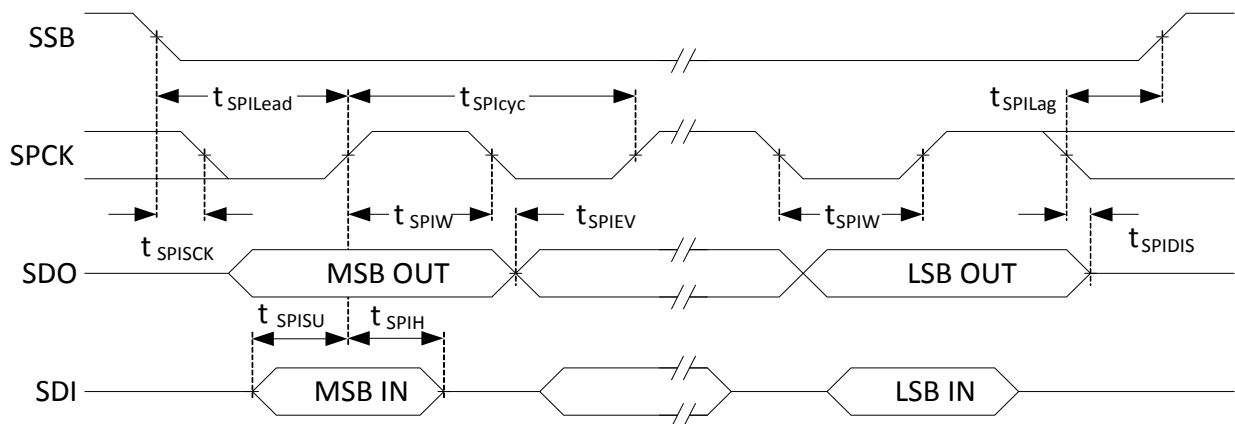 SSB
t SPILead
t SPIcyc
t SPILag
SPCK
t SPISCK
t SPIW
t SPIEV
t SPIW
t SPIDIS
SDO
MSB OUT
LSB OUT
t SPISU
t SPIH
SDI
MSB IN
LSB IN